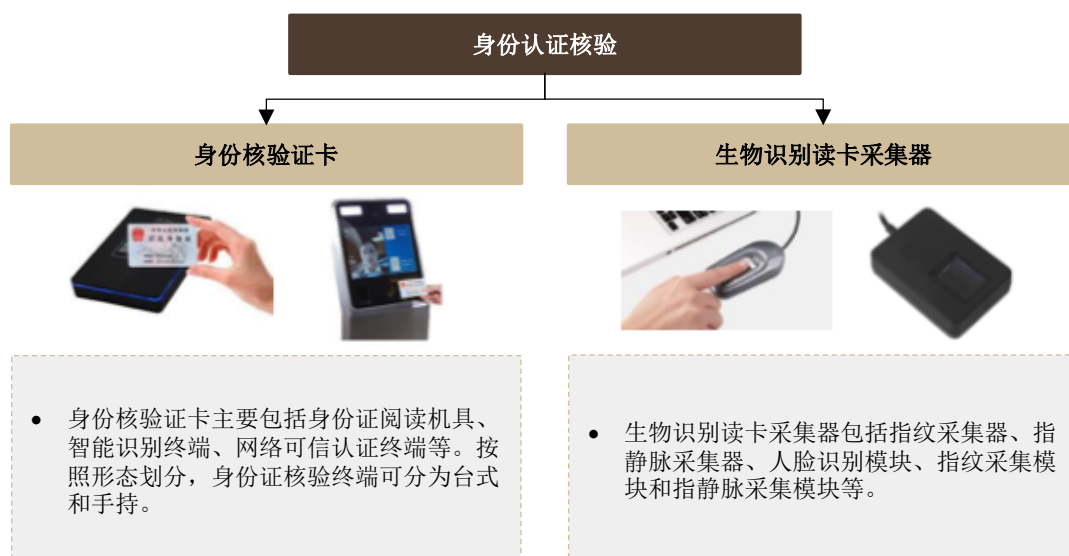 身份认证核验
身份核验证卡
生物识别读卡采集器
• 身份核验证卡主要包括身份证阅读机具、
智能识别终端、网络可信认证终端等。按
照形态划分，身份证核验终端可分为台式
和手持。
• 生物识别读卡采集器包括指纹采集器、指
静脉采集器、人脸识别模块、指纹采集模
块和指静脉采集模块等。